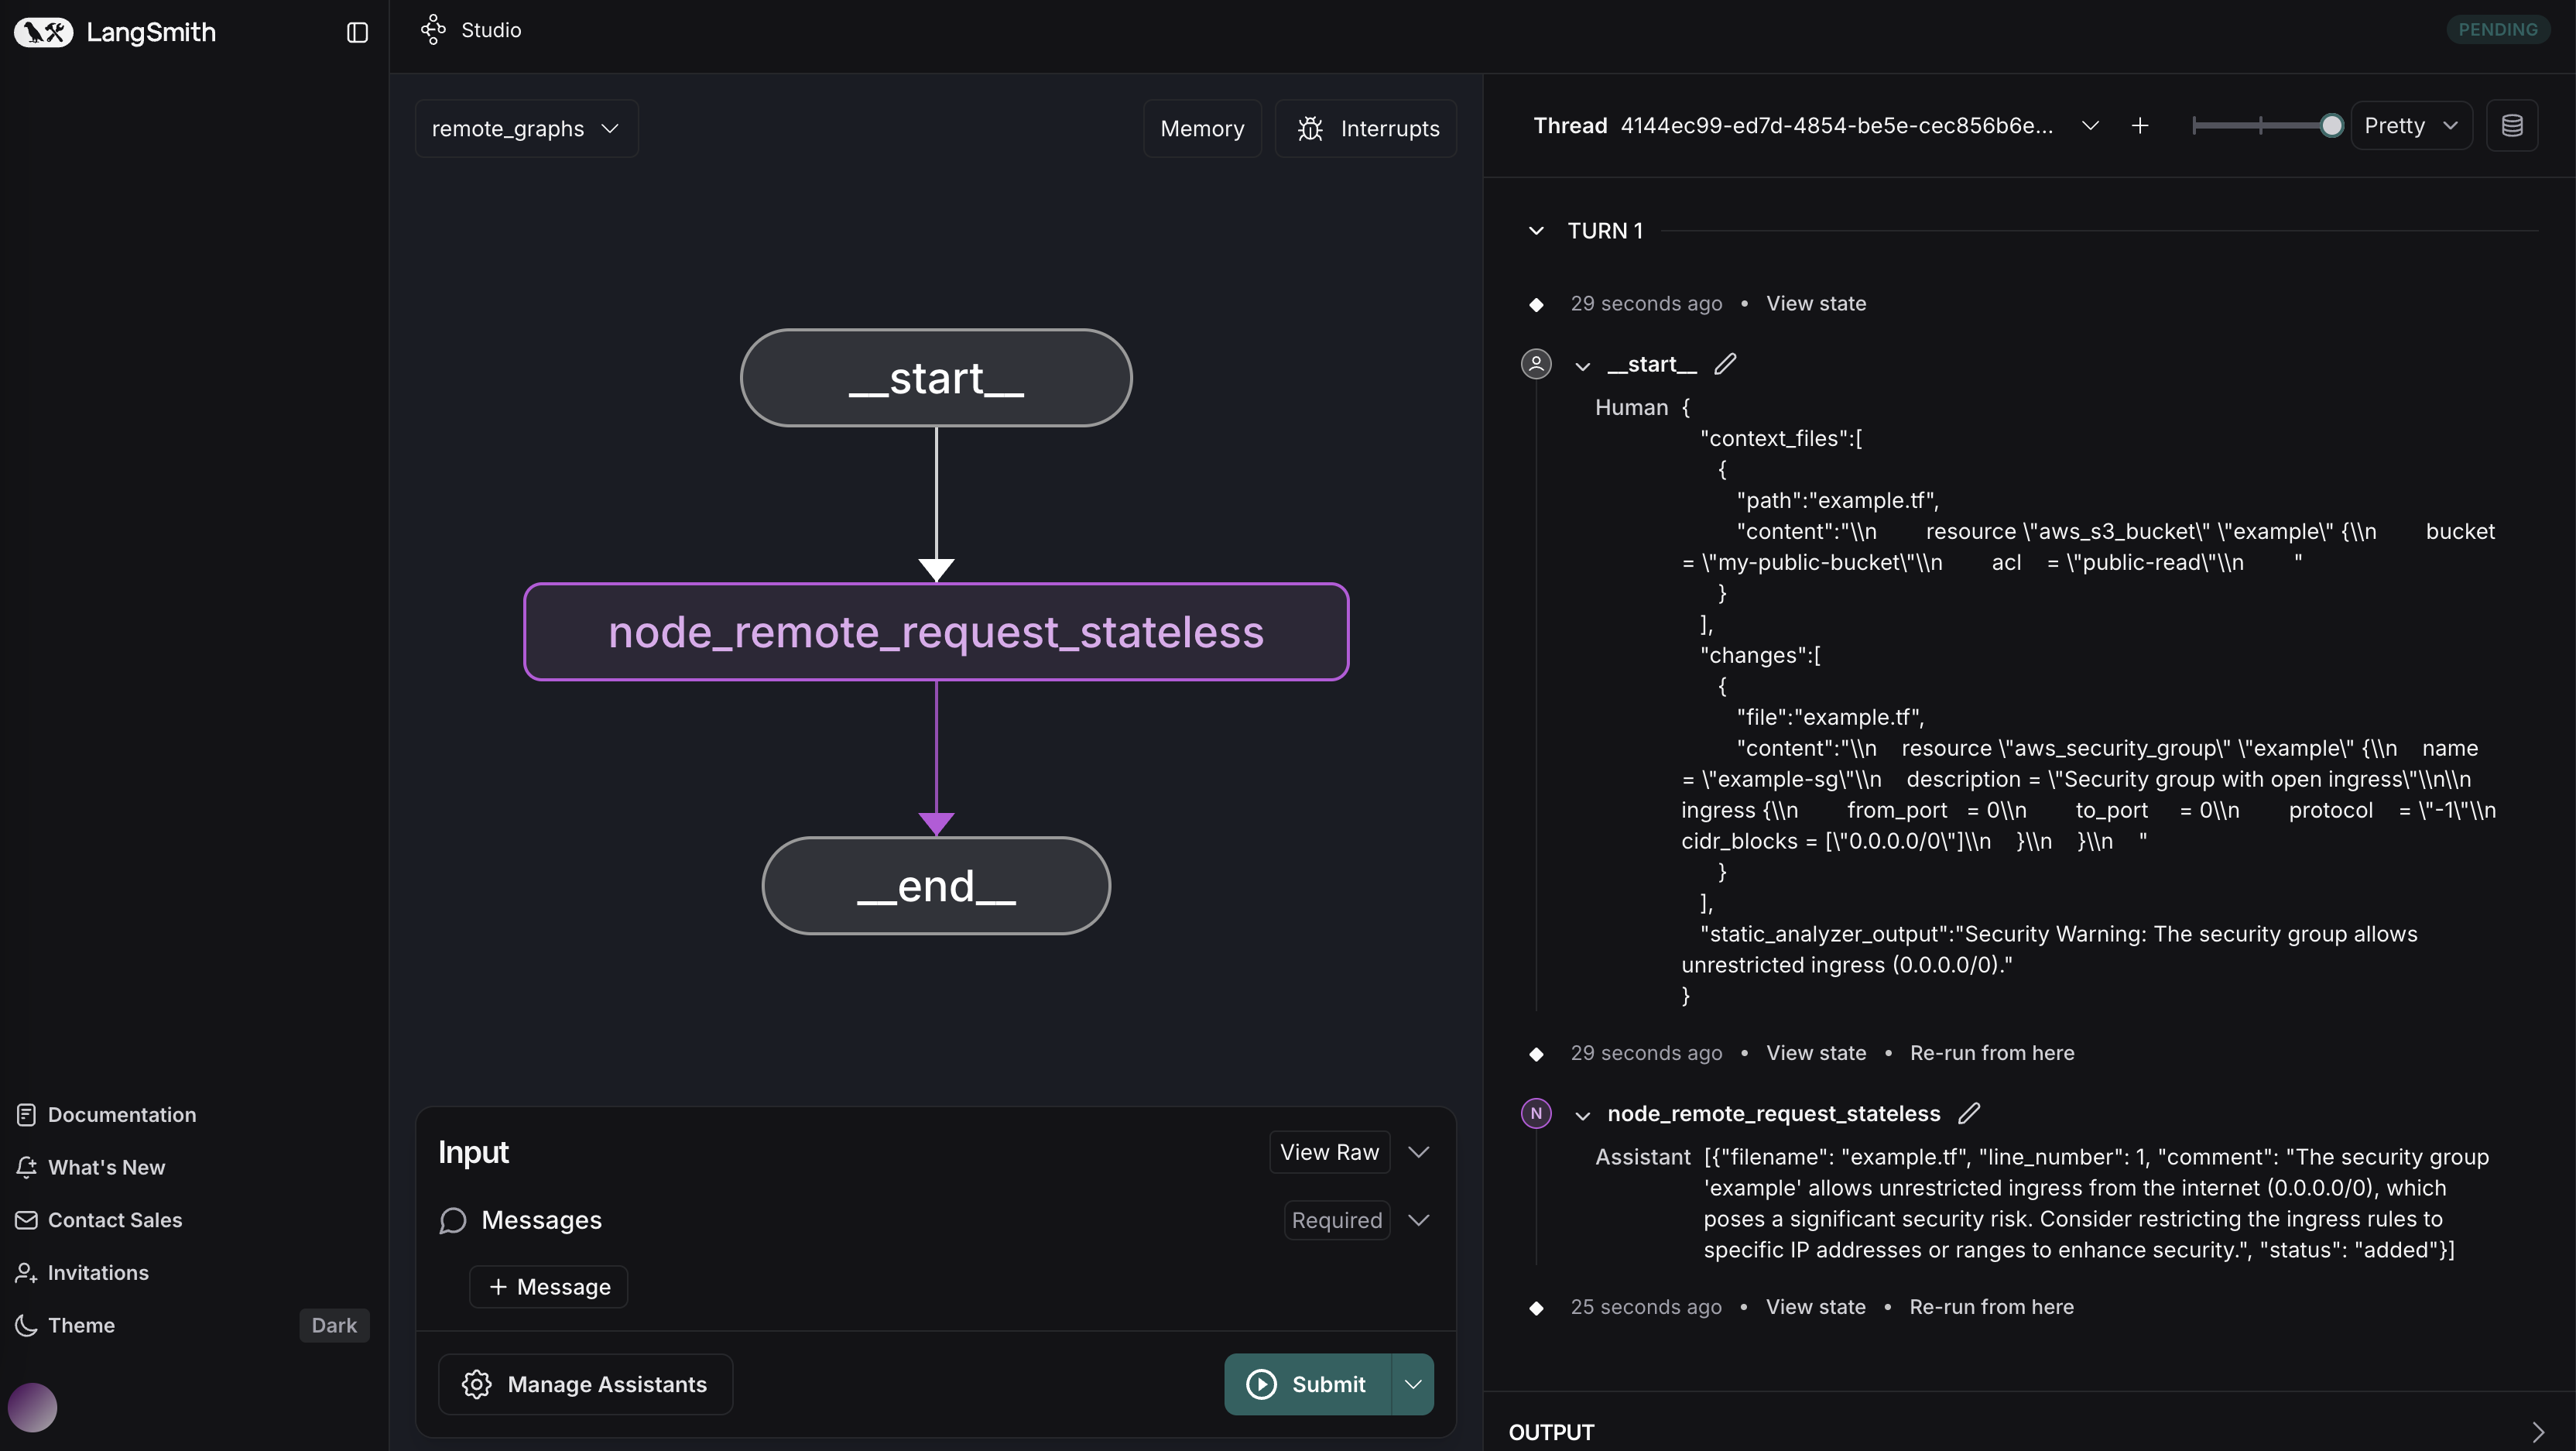 LangSmith
Studio
PENDING
remote_graphs
Memory
Interrupts
Thread 4144ec99-ed7d-4854-be5e-cec856b6e...
Pretty
TURN 1
29 seconds ago • View state
__start__
Human {
"context_files":[
{
"path":"example.tf",
"content":"\\n resource \"aws_s3_bucket\" \"example\" {\\n bucket
= \"my-public-bucket\"\\n acl = \"public-read\"\\n "
}
],
"changes":[
{
"file":"example.tf",
"content":"\\n resource \"aws_security_group\" \"example\" {\\n name
= \"example-sg\"\\n description = \"Security group with open ingress\"\\n\\n
ingress {\\n from_port = 0\\n to_port = 0\\n protocol = \"-1\"\\n
cidr_blocks = [\"0.0.0.0/0\"]\\n }\\n }\\n "
}
],
"static_analyzer_output":"Security Warning: The security group allows
unrestricted ingress (0.0.0.0/0)."
}
29 seconds ago • View state • Re-run from here
N
node_remote_request_stateless
Assistant [{"filename": "example.tf", "line_number": 1, "comment": "The security group
'example' allows unrestricted ingress from the internet (0.0.0.0/0), which
poses a significant security risk. Consider restricting the ingress rules to
specific IP addresses or ranges to enhance security.", "status": "added"}]
25 seconds ago • View state • Re-run from here
OUTPUT
__start__
node_remote_request_stateless
__end__
Input
View Raw
Messages
Required
+ Message
Manage Assistants
Submit
Documentation
What's New
Contact Sales
Invitations
Theme
Dark